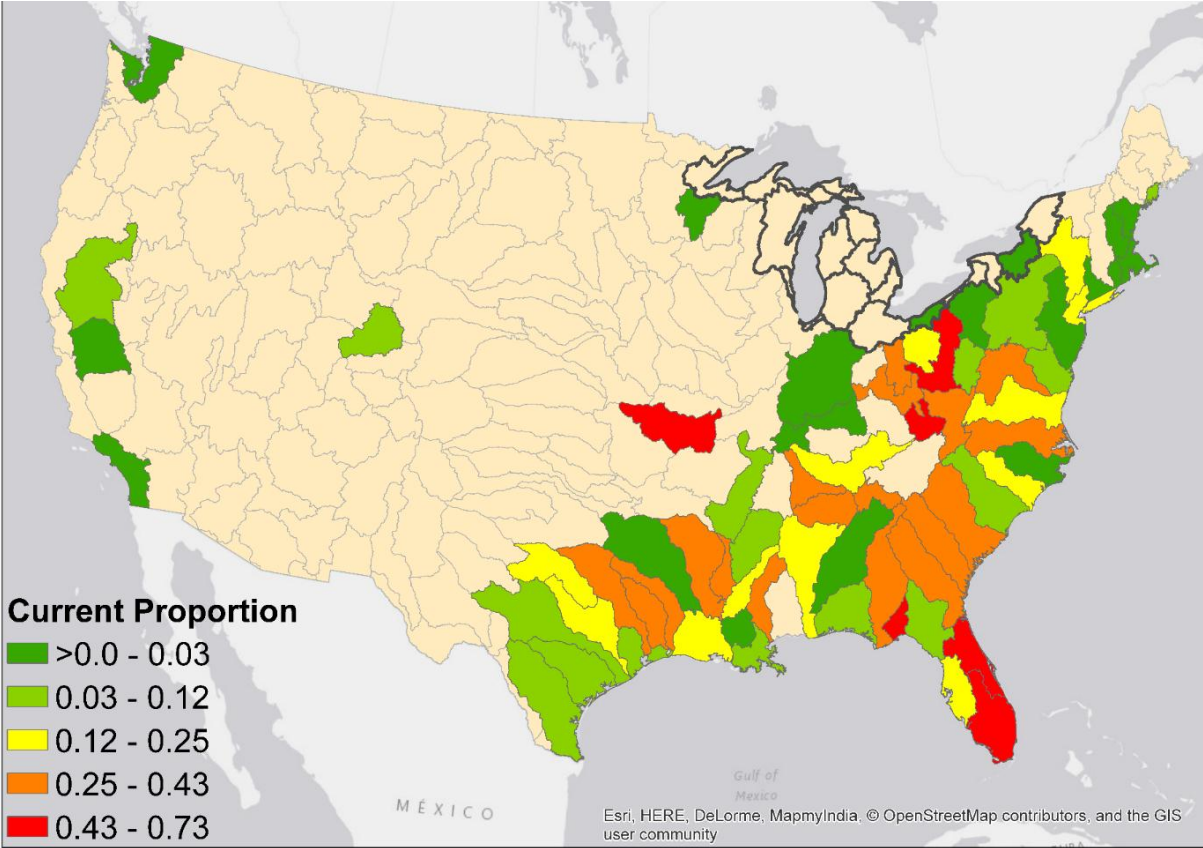 Current Proportion
>0.0 - 0.03
0.03 - 0.12
0.12 - 0.25
0.25 - 0.43
0.43 - 0.73
MÉXICO
Gulf of
Mexico
Esri, HERE, DeLorme, MapmyIndia, © OpenStreetMap contributors, and the GIS
user community